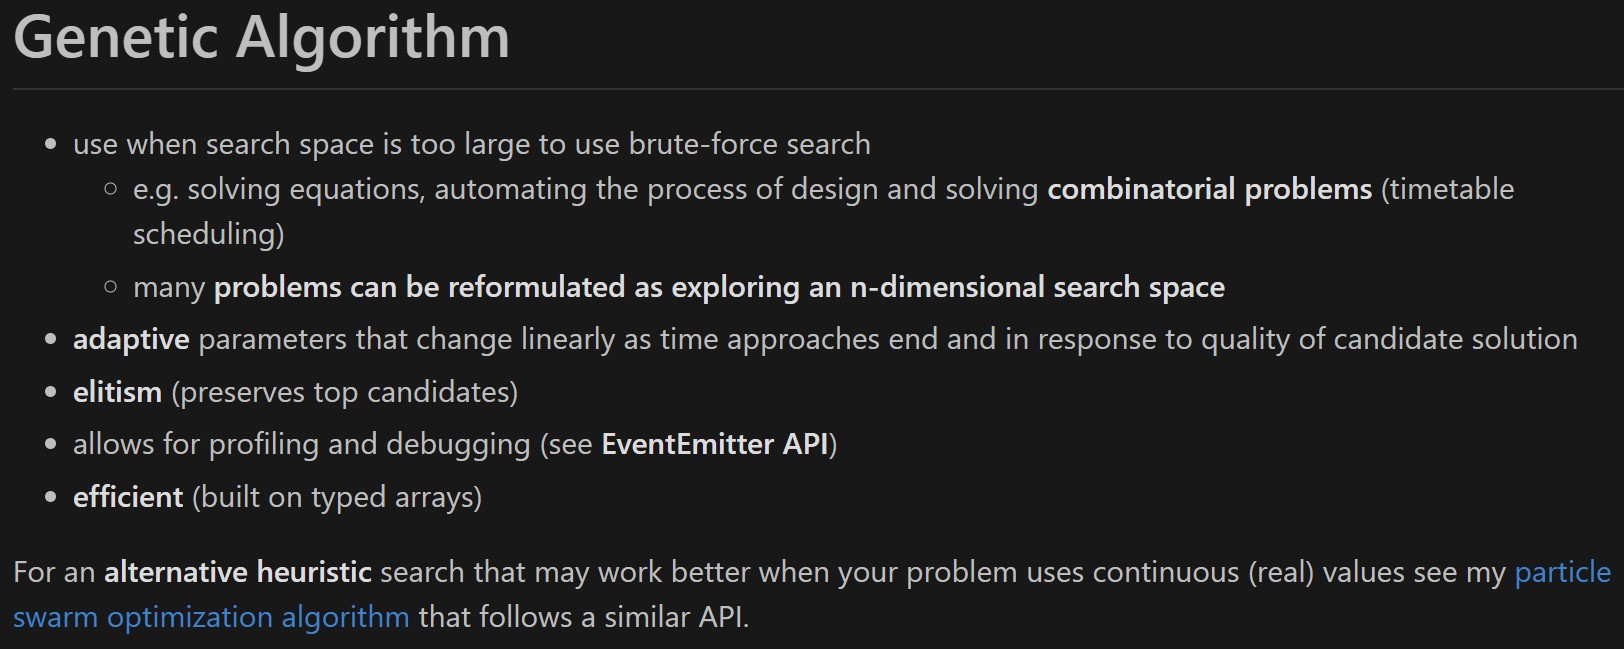 Genetic Algorithm
use when search space is too large to use brute-force search
e.g. solving equations, automating the process of design and solving combinatorial problems (timetable
scheduling)
many problems can be reformulated as exploring an n-dimensional search space
adaptive parameters that change linearly as time approaches end and in response to quality of candidate solution
elitism (preserves top candidates)
allows for profiling and debugging (see EventEmitter API)
efficient (built on typed arrays)
For an alternative heuristic search that may work better when your problem uses continuous (real) values see my particle
swarm optimization algorithm that follows a similar API.